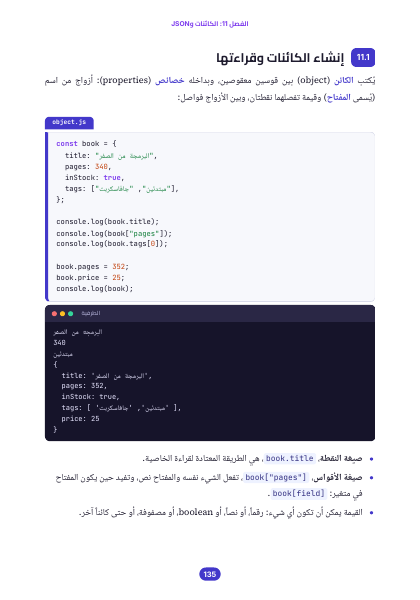 الفصل 11: الكائنات وJSON
11.1 إنشاء الكائنات وقراءتها
يُكتب الكائن (object) بين قوسين معقوصين، وبداخله خصائص (properties): أزواج من اسم
(يُسمى المفتاح) وقيمة تفصلهما نقطتان، وبين الأزواج فواصل:
object.js
const book = {
  title: "البرمجة من الصفر",
  pages: 340,
  inStock: true,
  tags: ["مبتدئين", "جافاسكربت"],
};
console.log(book.title);
console.log(book["pages"]);
console.log(book.tags[0]);
book.pages = 352;
book.price = 25;
console.log(book);
الطرفية
البرمجة من الصفر
340
مبتدئين
{
  title: 'البرمجة من الصفر',
  pages: 352,
  inStock: true,
  tags: [ 'مبتدئين', 'جافاسكربت' ],
  price: 25
}
• صيغة النقطة، book.title، هي الطريقة المعتادة لقراءة الخاصية.
• صيغة الأقواس، book["pages"]، تفعل الشيء نفسه والمفتاح نص، وتفيد حين يكون المفتاح
في متغير: book[field].
• القيمة يمكن أن تكون أي شيء: رقماً، أو نصاً، أو boolean، أو مصفوفة، أو حتى كائناً آخر.
135